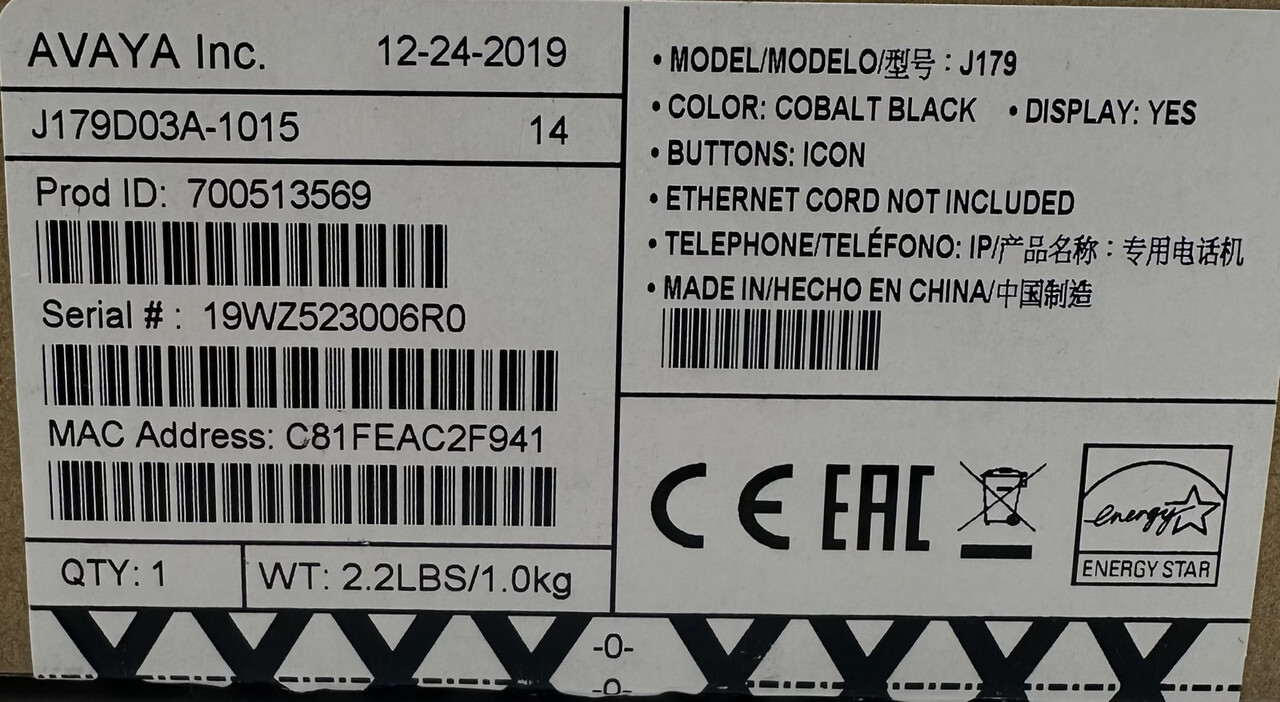 AVAYA Inc. 12-24-2019
J179D03A-1015 14
Prod ID: 700513569
Serial # : 19WZ523006R0
MAC Address: C81FEAC2F941
QTY: 1 WT: 2.2LBS/1.0kg
• MODEL/MODELO/型号：J179
• COLOR: COBALT BLACK • DISPLAY: YES
• BUTTONS: ICON
• ETHERNET CORD NOT INCLUDED
• TELEPHONE/TELÉFONO: IP/产品名称：专用电话机
• MADE IN/HECHO EN CHINA/中国制造
CE EAC
energy
ENERGY STAR
-0-
-0-